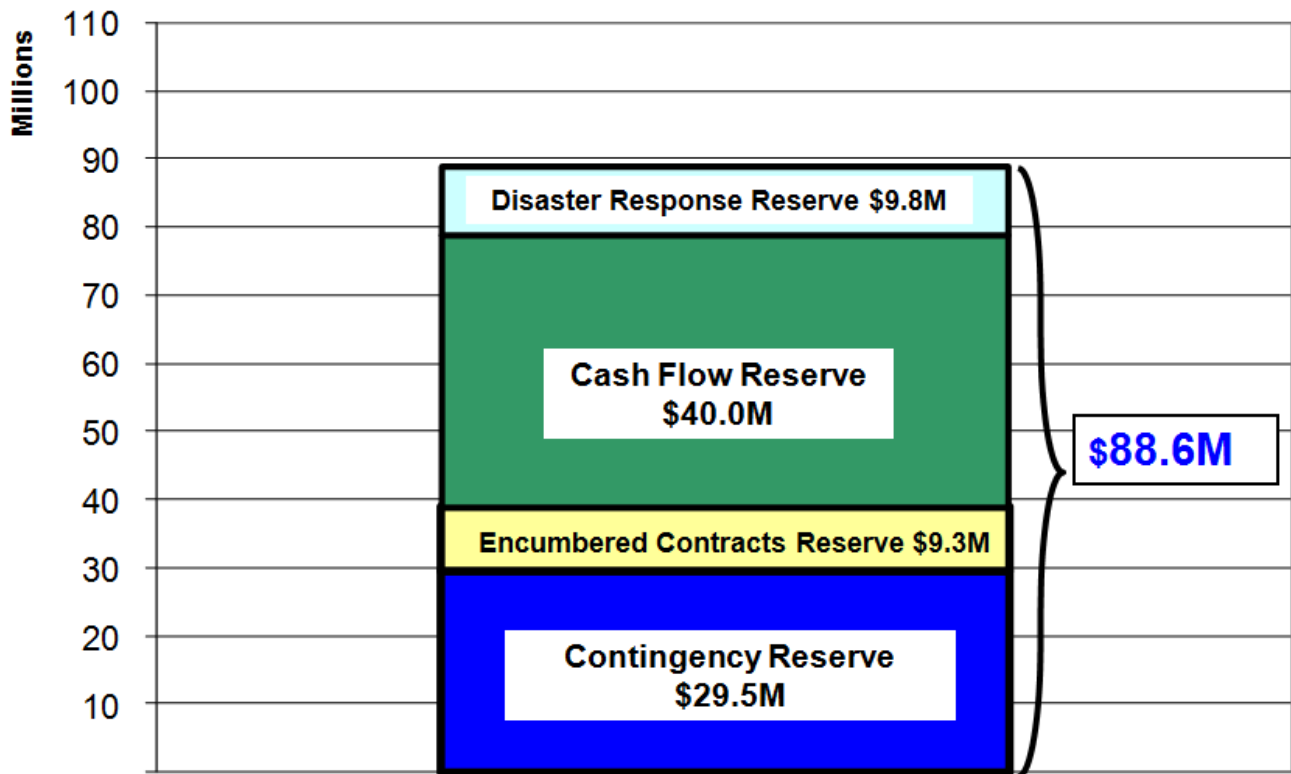 Millions
110
100
90
80
70
60
50
40
30
20
10
Disaster Response Reserve $9.8M
Cash Flow Reserve
$40.0M
Encumbered Contracts Reserve $9.3M
Contingency Reserve
$29.5M
$88.6M